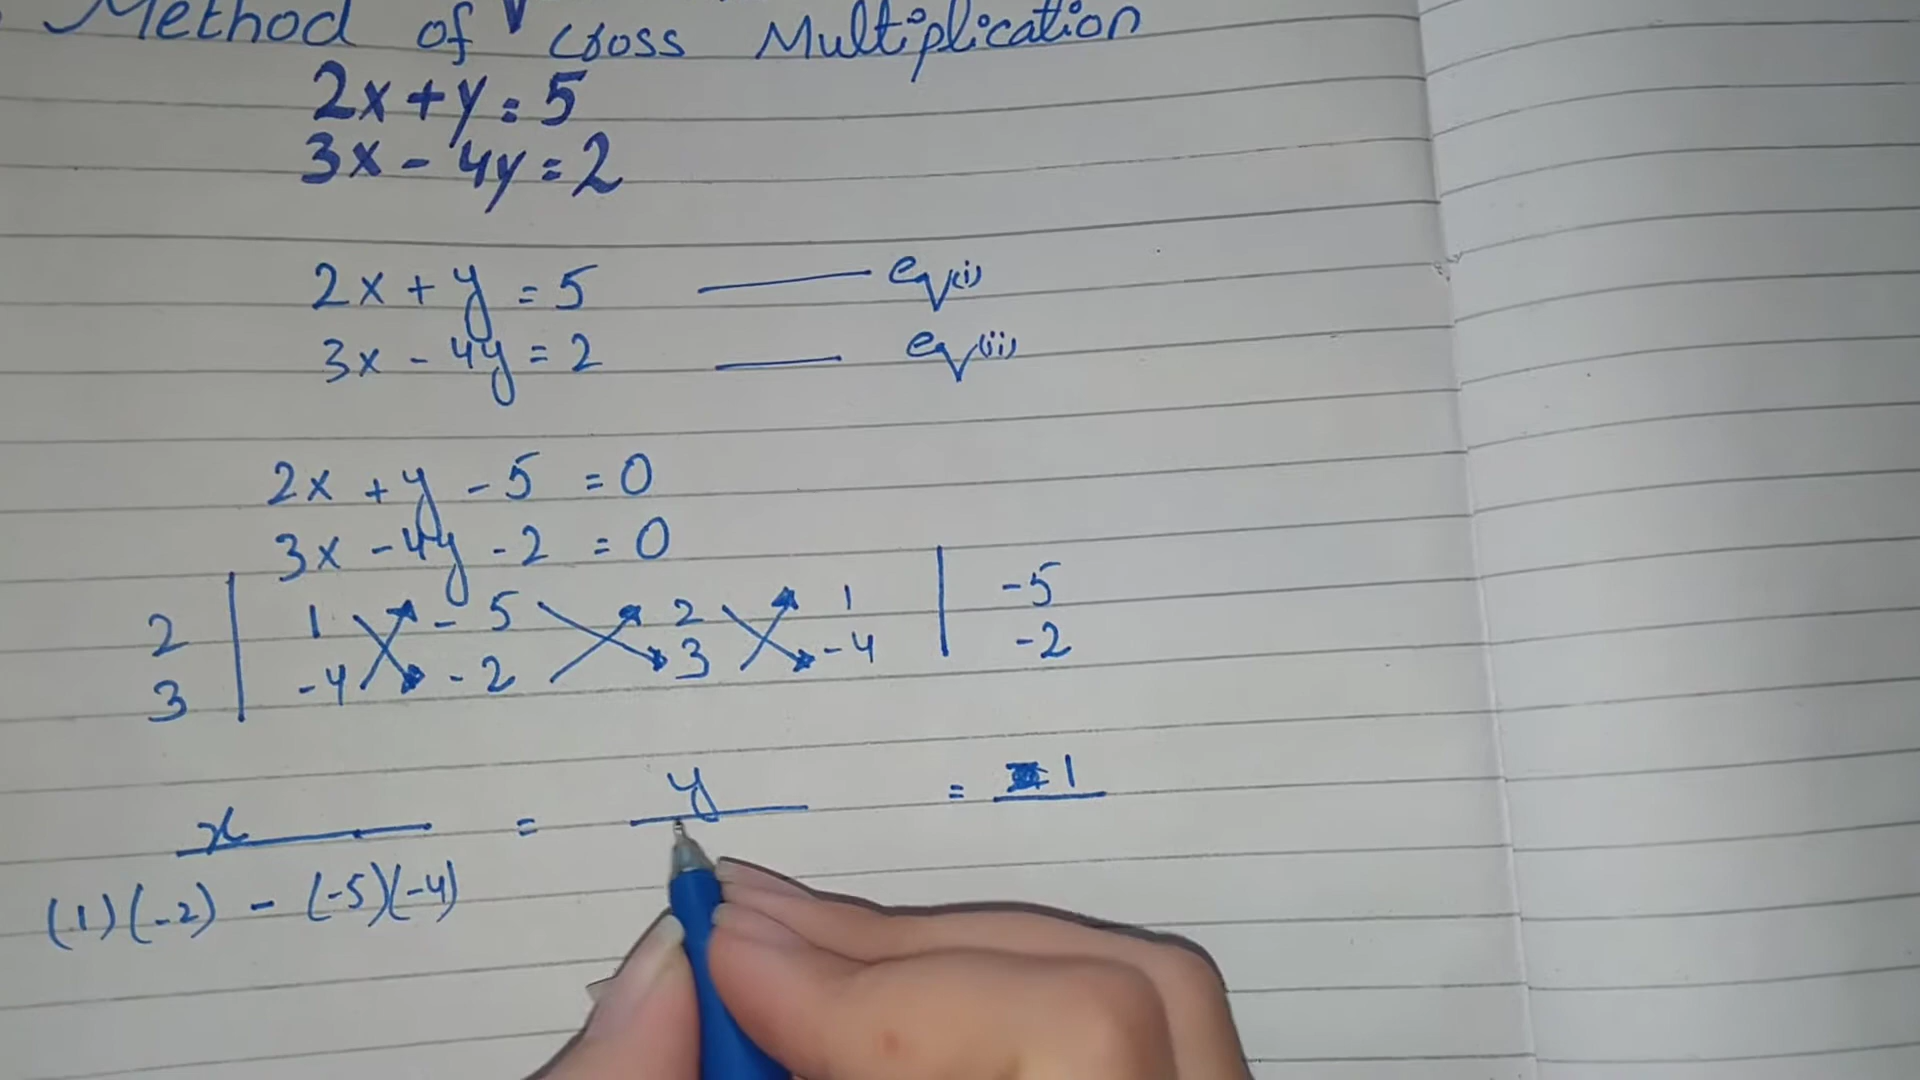 Method of Cross Multiplication
2x + y = 5
3x - 4y = 2
2x + y = 5 —— eq(i)
3x - 4y = 2 —— eq(ii)
2x + y - 5 = 0
3x - 4y - 2 = 0
2 | 1 - 5 2 1 | -5
3 | -4 - 2 3 -4 | -2
x = y = 1
(1)(-2) - (-5)(-4)